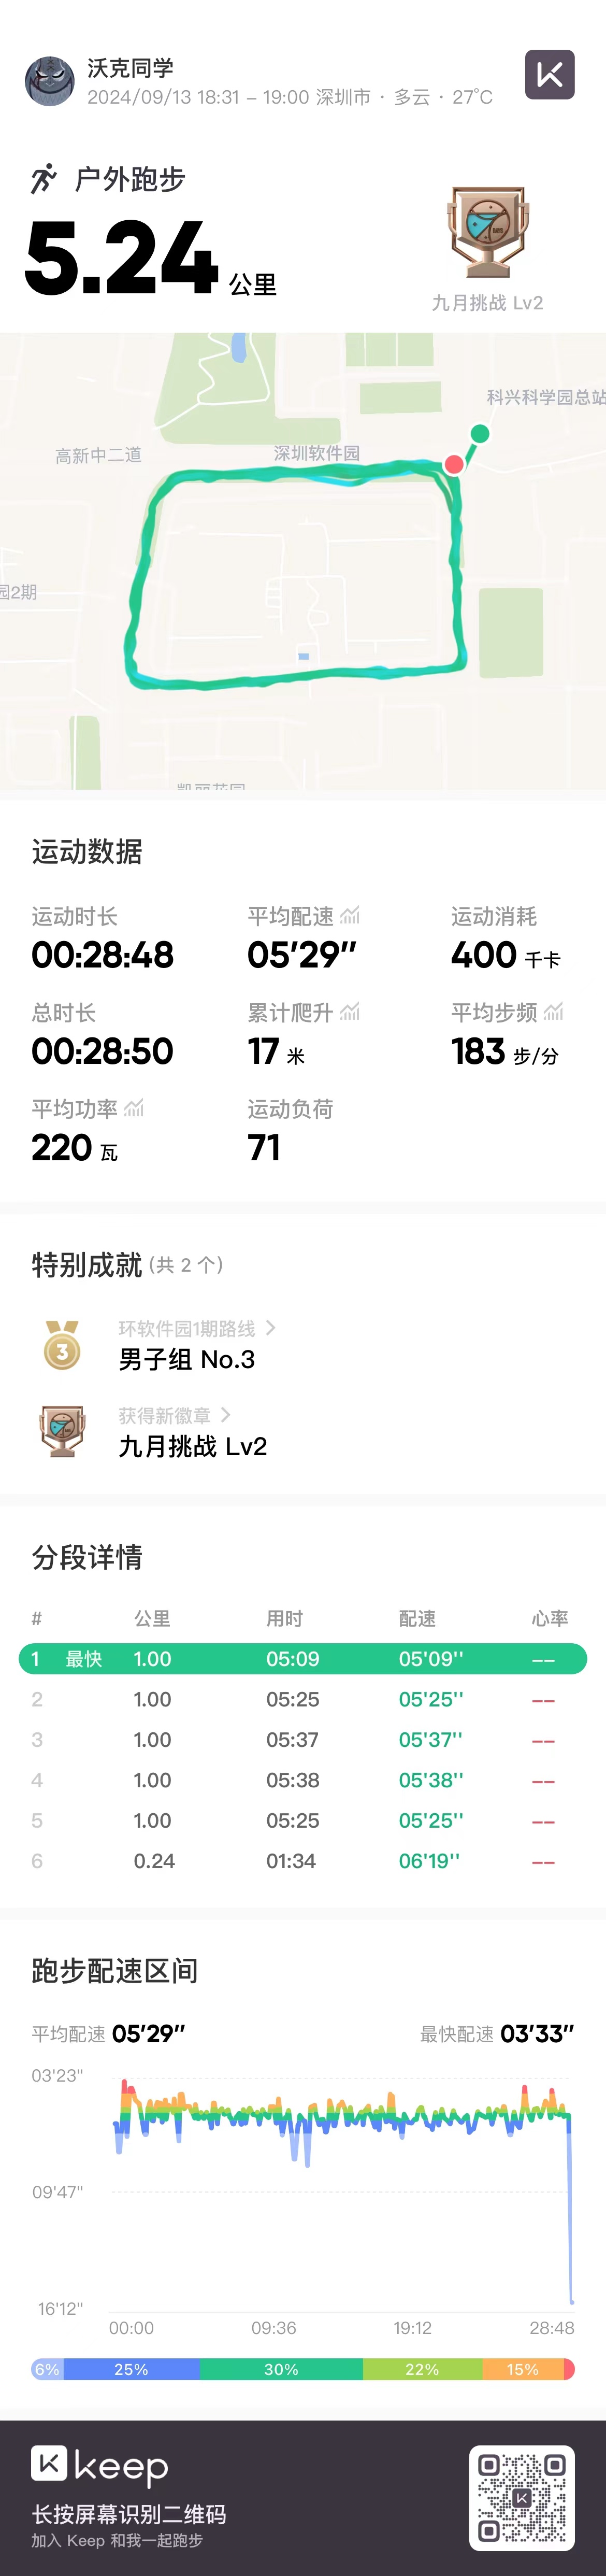 沃克同学
2024/09/13 18:31 – 19:00 深圳市 · 多云 · 27°C
户外跑步
5.24 公里
九月挑战 Lv2
科兴科学园总站
高新中二道
深圳软件园
园2期
运动数据
运动时长 平均配速 运动消耗
00:28:48 05'29" 400 千卡
总时长 累计爬升 平均步频
00:28:50 17 米 183 步/分
平均功率 运动负荷
220 瓦 71
特别成就 (共 2 个)
环软件园1期路线
3
男子组 No.3
获得新徽章
九月挑战 Lv2
分段详情
# 公里 用时 配速 心率
1 最快 1.00 05:09 05'09'' --
2 1.00 05:25 05'25'' --
3 1.00 05:37 05'37'' --
4 1.00 05:38 05'38'' --
5 1.00 05:25 05'25'' --
6 0.24 01:34 06'19'' --
跑步配速区间
平均配速 05'29" 最快配速 03'33"
03'23"
09'47"
16'12"
00:00 09:36 19:12 28:48
6% 25% 30% 22% 15%
keep
长按屏幕识别二维码
加入 Keep 和我一起跑步